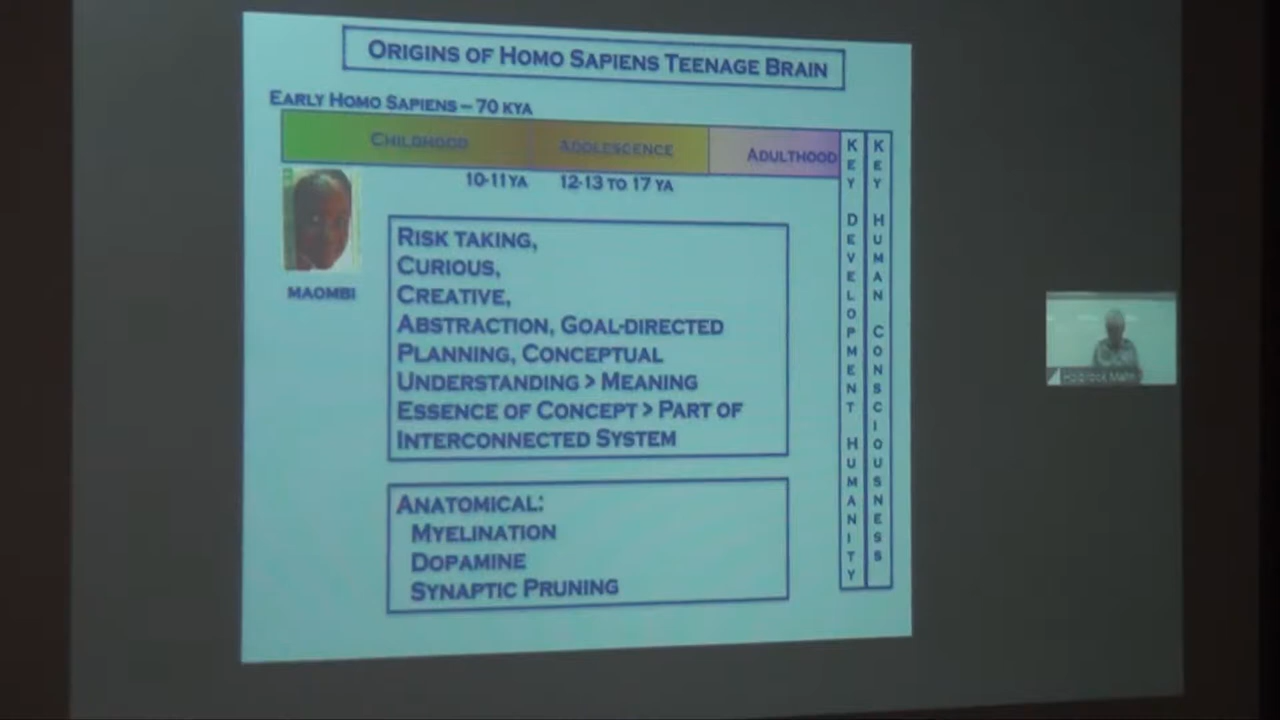 ORIGINS OF HOMO SAPIENS TEENAGE BRAIN
EARLY HOMO SAPIENS – 70 KYA
CHILDHOOD ADOLESCENCE ADULTHOOD
10-11 YA 12-13 TO 17 YA
MAOMBI
RISK TAKING,
CURIOUS,
CREATIVE,
ABSTRACTION, GOAL-DIRECTED
PLANNING, CONCEPTUAL
UNDERSTANDING > MEANING
ESSENCE OF CONCEPT > PART OF
INTERCONNECTED SYSTEM
ANATOMICAL:
MYELINATION
DOPAMINE
SYNAPTIC PRUNING
KEY DEVELOPMENT HUMANITY
KEY HUMAN CONSCIOUSNESS